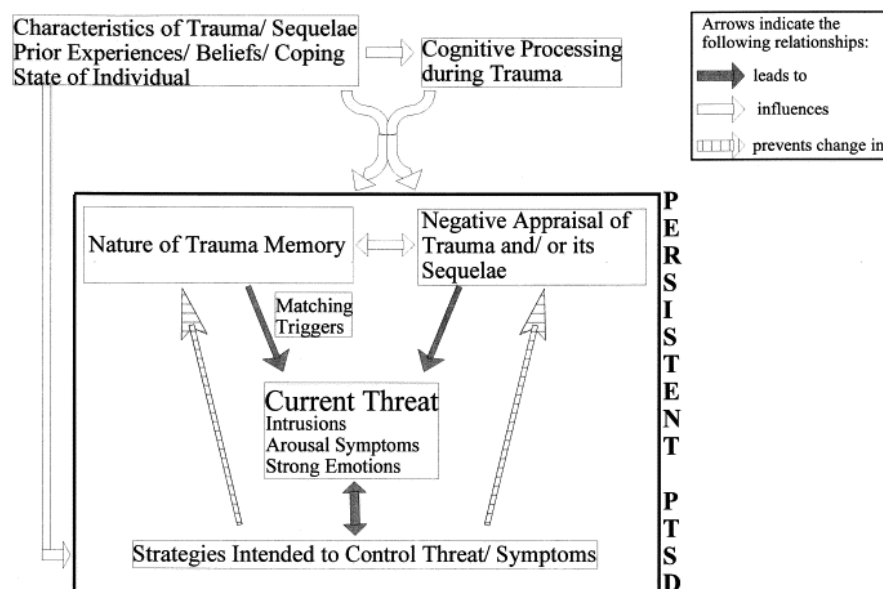 Characteristics of Trauma/ Sequelae
Prior Experiences/ Beliefs/ Coping
State of Individual
Cognitive Processing
during Trauma
Arrows indicate the
following relationships:
leads to
influences
prevents change in
Nature of Trauma Memory
Negative Appraisal of
Trauma and/ or its
Sequelae
Matching
Triggers
Current Threat
Intrusions
Arousal Symptoms
Strong Emotions
Strategies Intended to Control Threat/ Symptoms
PERSISTENT PTSD